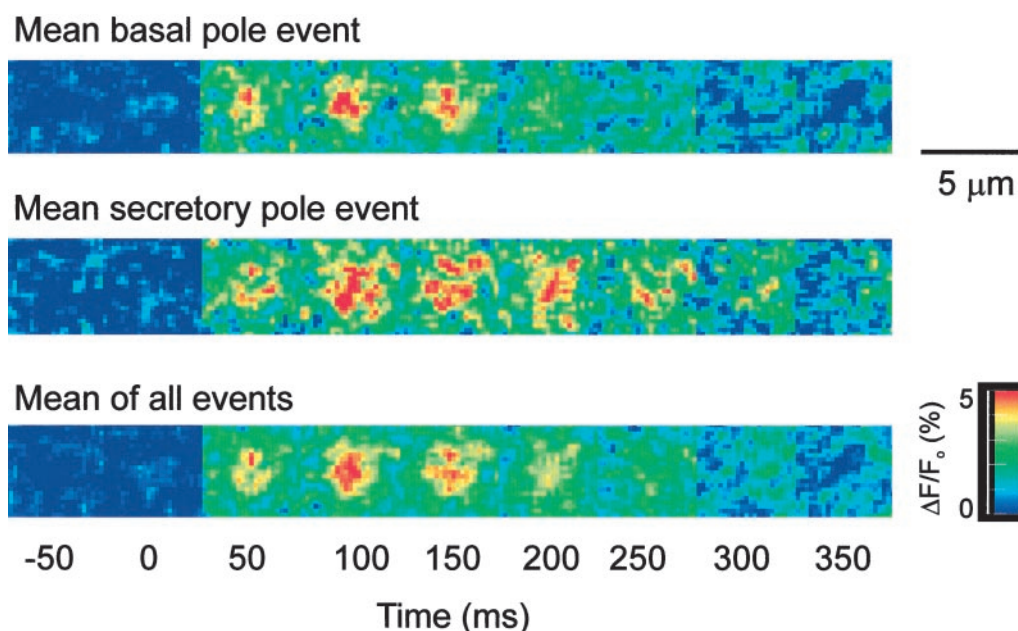 Mean basal pole event
5 μm
Mean secretory pole event
Mean of all events
5
ΔF/Fₒ (%)
0
-50 0 50 100 150 200 250 300 350
Time (ms)